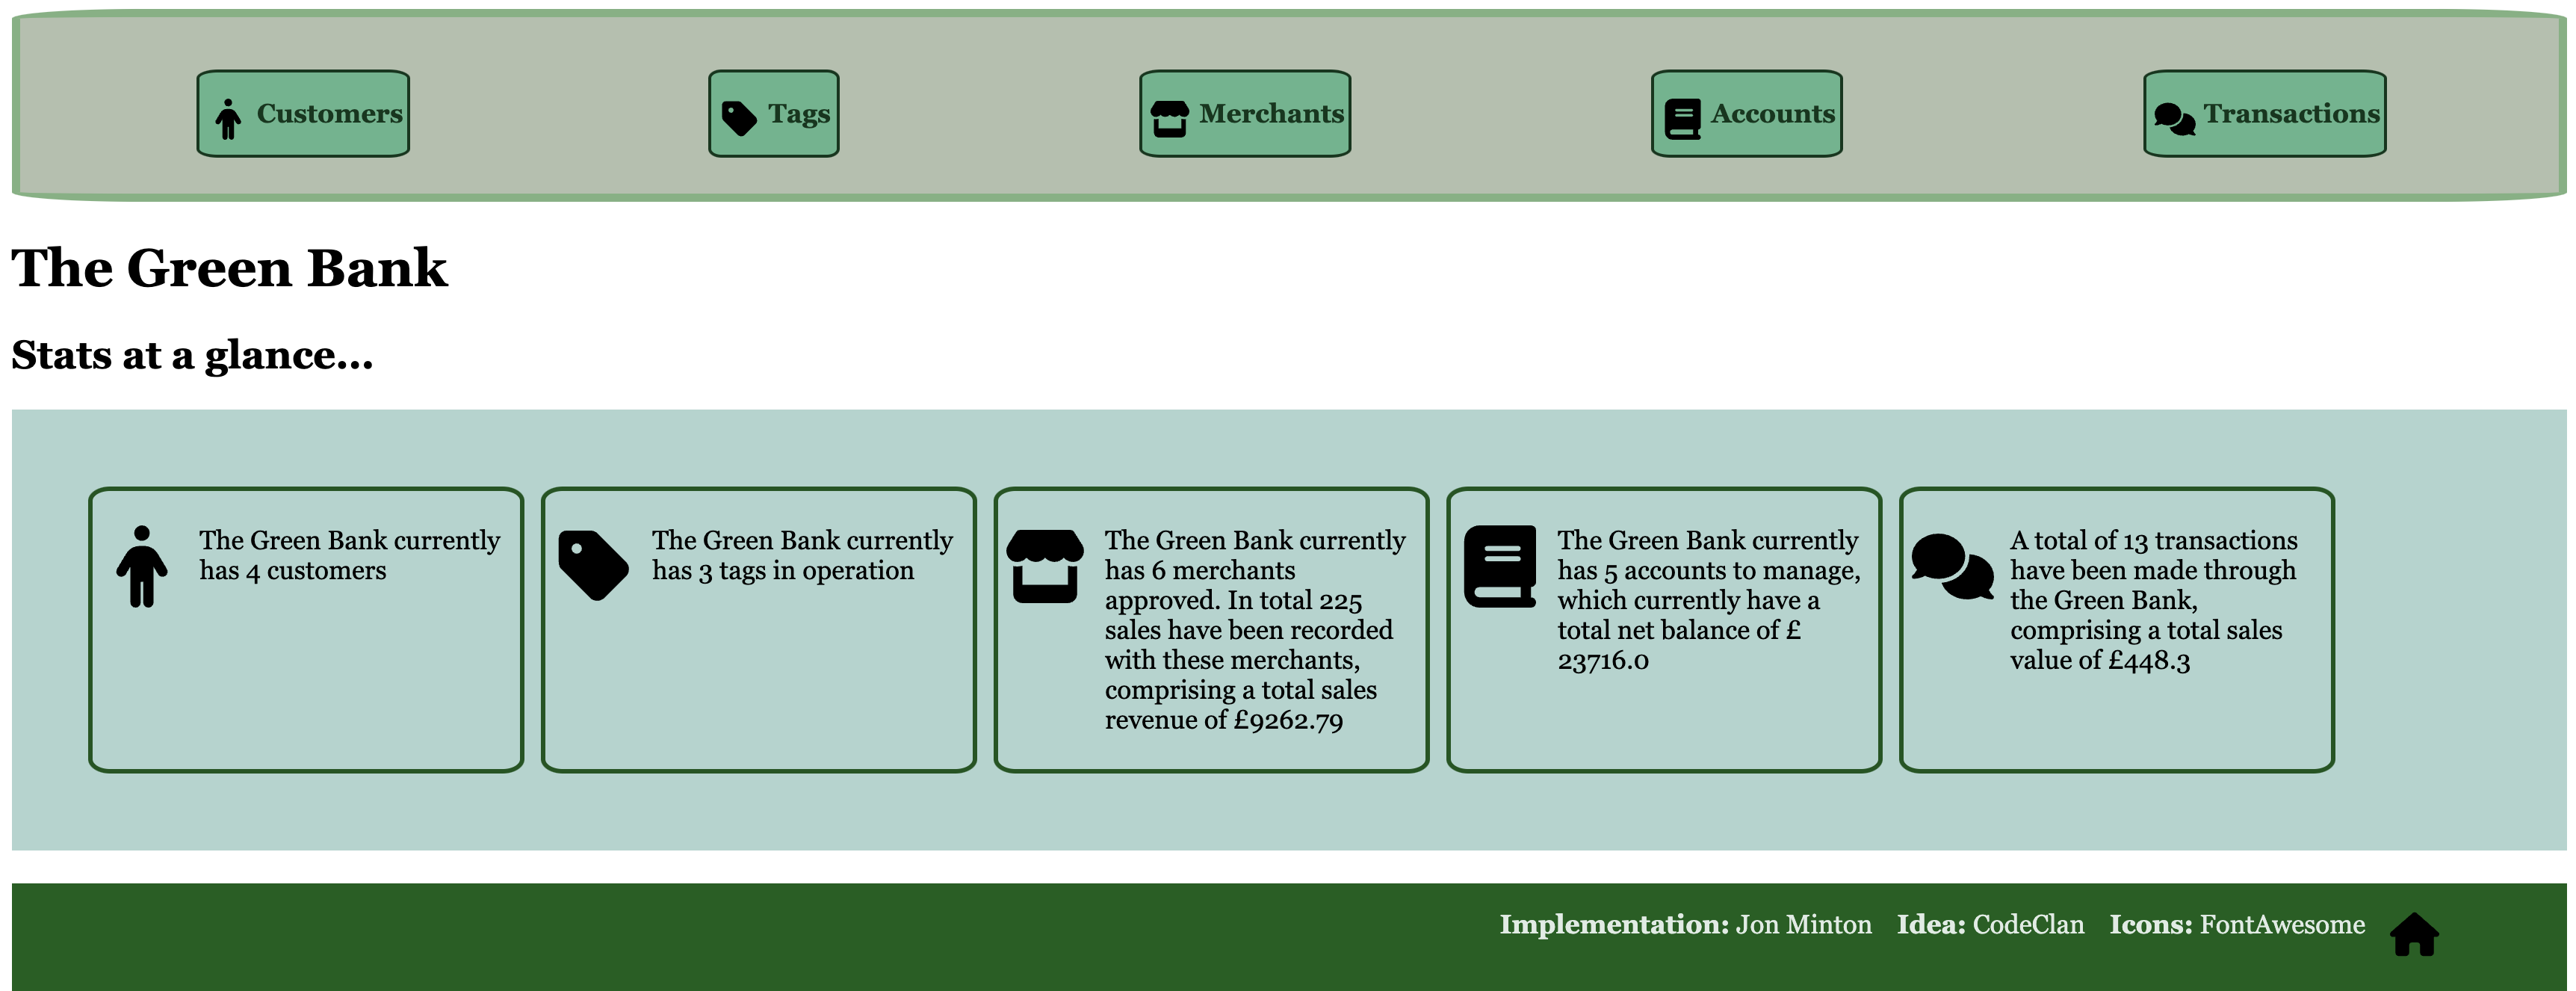 Customers
Tags
Merchants
Accounts
Transactions
The Green Bank
Stats at a glance...
The Green Bank currently
has 4 customers
The Green Bank currently
has 3 tags in operation
The Green Bank currently
has 6 merchants
approved. In total 225
sales have been recorded
with these merchants,
comprising a total sales
revenue of £9262.79
The Green Bank currently
has 5 accounts to manage,
which currently have a
total net balance of £
23716.0
A total of 13 transactions
have been made through
the Green Bank,
comprising a total sales
value of £448.3
Implementation: Jon Minton Idea: CodeClan Icons: FontAwesome